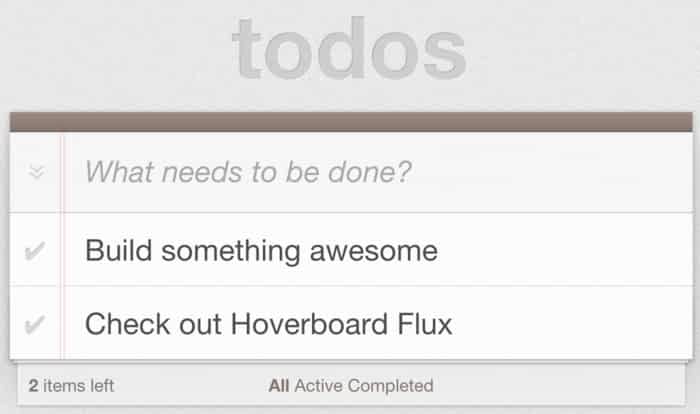 todos
What needs to be done?
Build something awesome
Check out Hoverboard Flux
2 items left All Active Completed